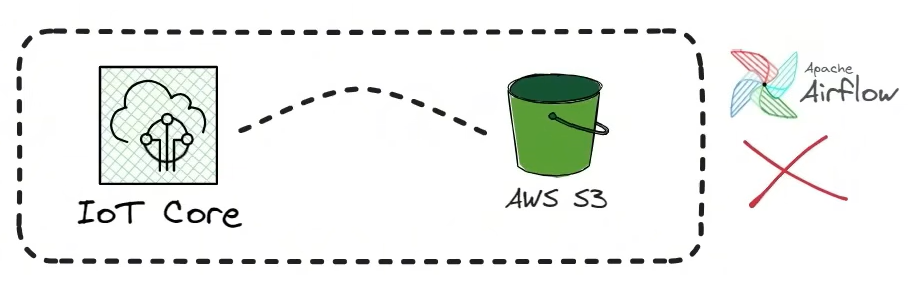 IoT Core
AWS S3
Apache
Airflow